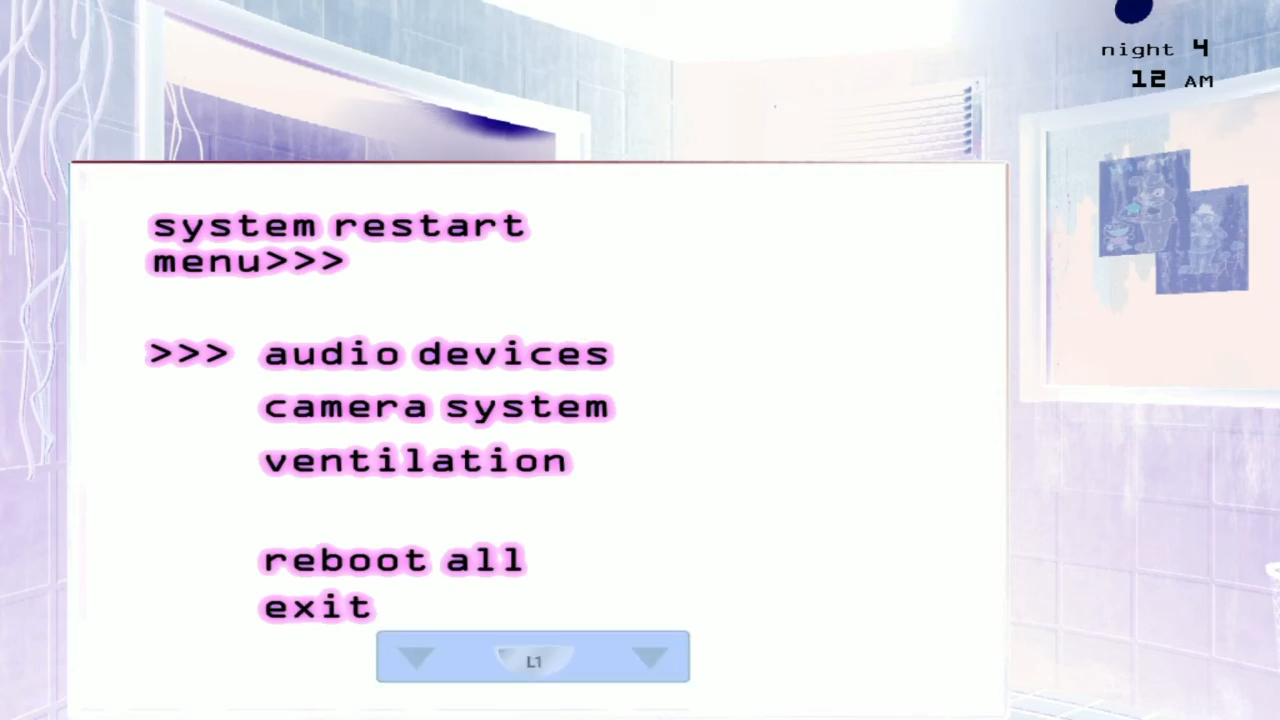 night 4
12 AM
system restart
menu>>>
>>> audio devices
camera system
ventilation
reboot all
exit
L1